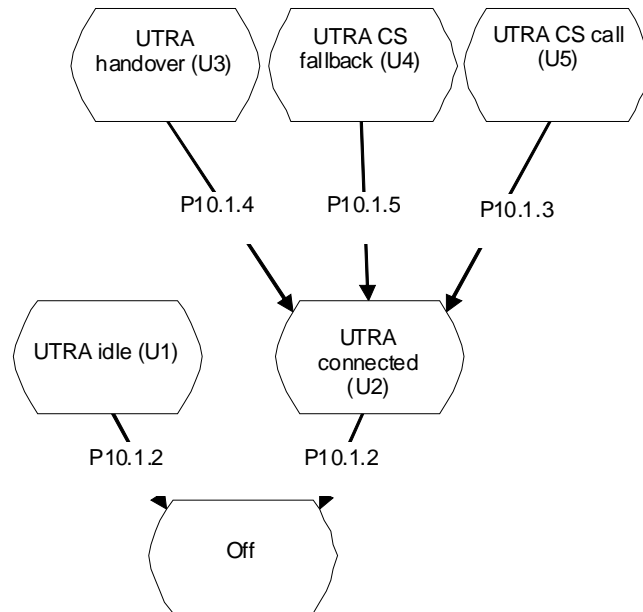 UTRA
handover (U3)
UTRA CS
fallback (U4)
UTRA CS call
(U5)
P10.1.4
P10.1.5
P10.1.3
UTRA idle (U1)
UTRA
connected
(U2)
P10.1.2
P10.1.2
Off